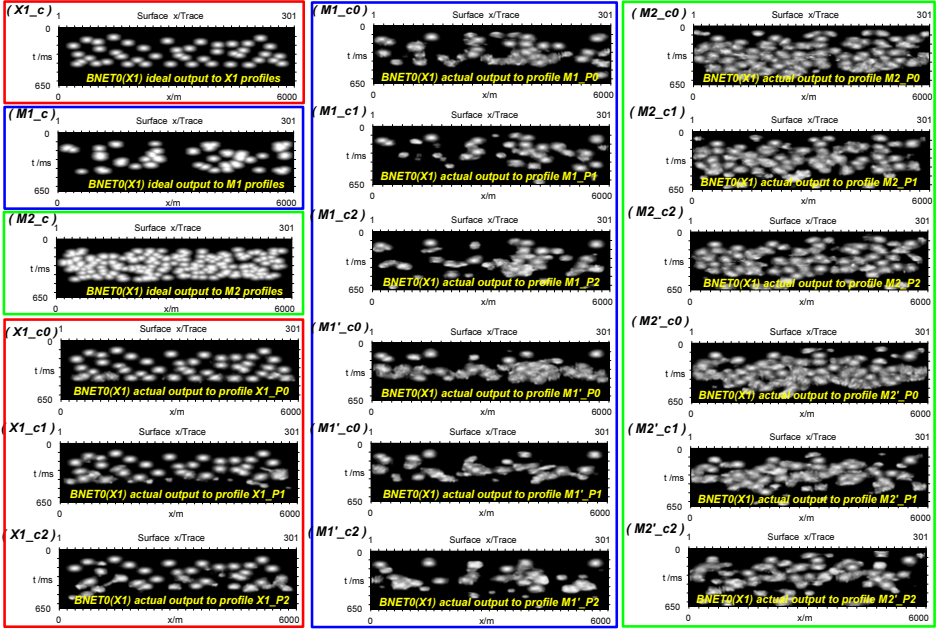 ( X1_c)
Surface x/Trace
1 301
0
t /ms
650
BNET0(X1) ideal output to X1 profiles
0 6000
x/m
( M1_c)
Surface x/Trace
1 301
0
t /ms
650
BNET0(X1) ideal output to M1 profiles
0 6000
x/m
( M2_c)
Surface x/Trace
1 301
0
t /ms
650
BNET0(X1) ideal output to M2 profiles
0 6000
x/m
( X1_c0)
Surface x/Trace
1 301
0
t /ms
650
BNET0(X1) actual output to profile X1_P0
0 6000
x/m
( X1_c1)
Surface x/Trace
1 301
0
t /ms
650
BNET0(X1) actual output to profile X1_P1
0 6000
x/m
( X1_c2)
Surface x/Trace
1 301
0
t /ms
650
BNET0(X1) actual output to profile X1_P2
0 6000
x/m
( M1_c0 )
Surface x/Trace
1 301
0
t /ms
650
BNET0(X1) actual output to profile M1_P0
0 6000
x/m
( M1_c1)
Surface x/Trace
1 301
0
t /ms
650
BNET0(X1) actual output to profile M1_P1
0 6000
x/m
( M1_c2)
Surface x/Trace
1 301
0
t /ms
650
BNET0(X1) actual output to profile M1_P2
0 6000
x/m
( M1'_c0)
Surface x/Trace
1 301
0
t /ms
650
BNET0(X1) actual output to profile M1'_P0
0 6000
x/m
( M1'_c0)
Surface x/Trace
1 301
0
t /ms
650
BNET0(X1) actual output to profile M1'_P1
0 6000
x/m
( M1'_c2)
Surface x/Trace
1 301
0
t /ms
650
BNET0(X1) actual output to profile M1'_P2
0 6000
x/m
( M2_c0)
Surface x/Trace
1 301
0
t /ms
650
BNET0(X1) actual output to profile M2_P0
0 6000
x/m
( M2_c1)
Surface x/Trace
1 301
0
t /ms
650
BNET0(X1) actual output to profile M2_P1
0 6000
x/m
( M2_c2)
Surface x/Trace
1 301
0
t /ms
650
BNET0(X1) actual output to profile M2_P2
0 6000
x/m
( M2'_c0)
Surface x/Trace
1 301
0
t /ms
650
BNET0(X1) actual output to profile M2'_P0
0 6000
x/m
( M2'_c1)
Surface x/Trace
1 301
0
t /ms
650
BNET0(X1) actual output to profile M2'_P1
0 6000
x/m
( M2'_c2)
Surface x/Trace
1 301
0
t /ms
650
BNET0(X1) actual output to profile M2'_P2
0 6000
x/m